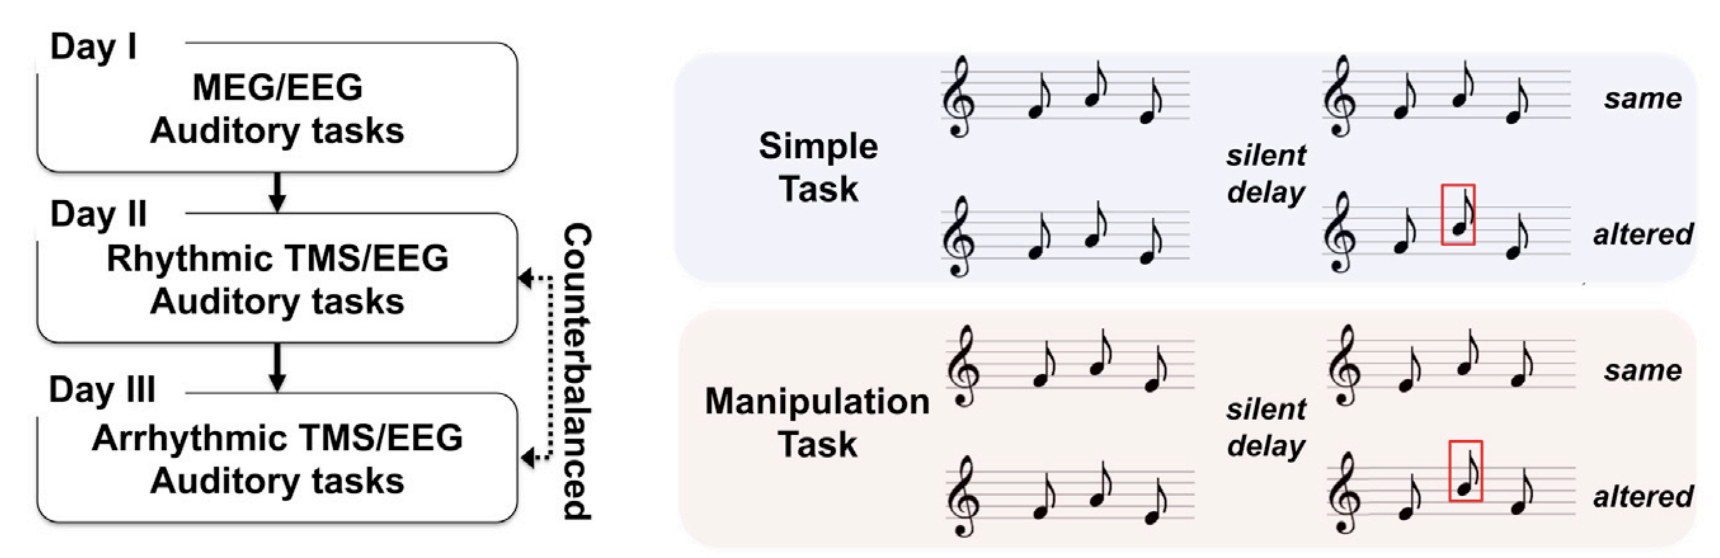 Day I
MEG/EEG
Auditory tasks
Day II
Rhythmic TMS/EEG
Auditory tasks
Day III
Arrhythmic TMS/EEG
Auditory tasks
Counterbalanced
Simple
Task
silent
delay
same
altered
Manipulation
Task
silent
delay
same
altered